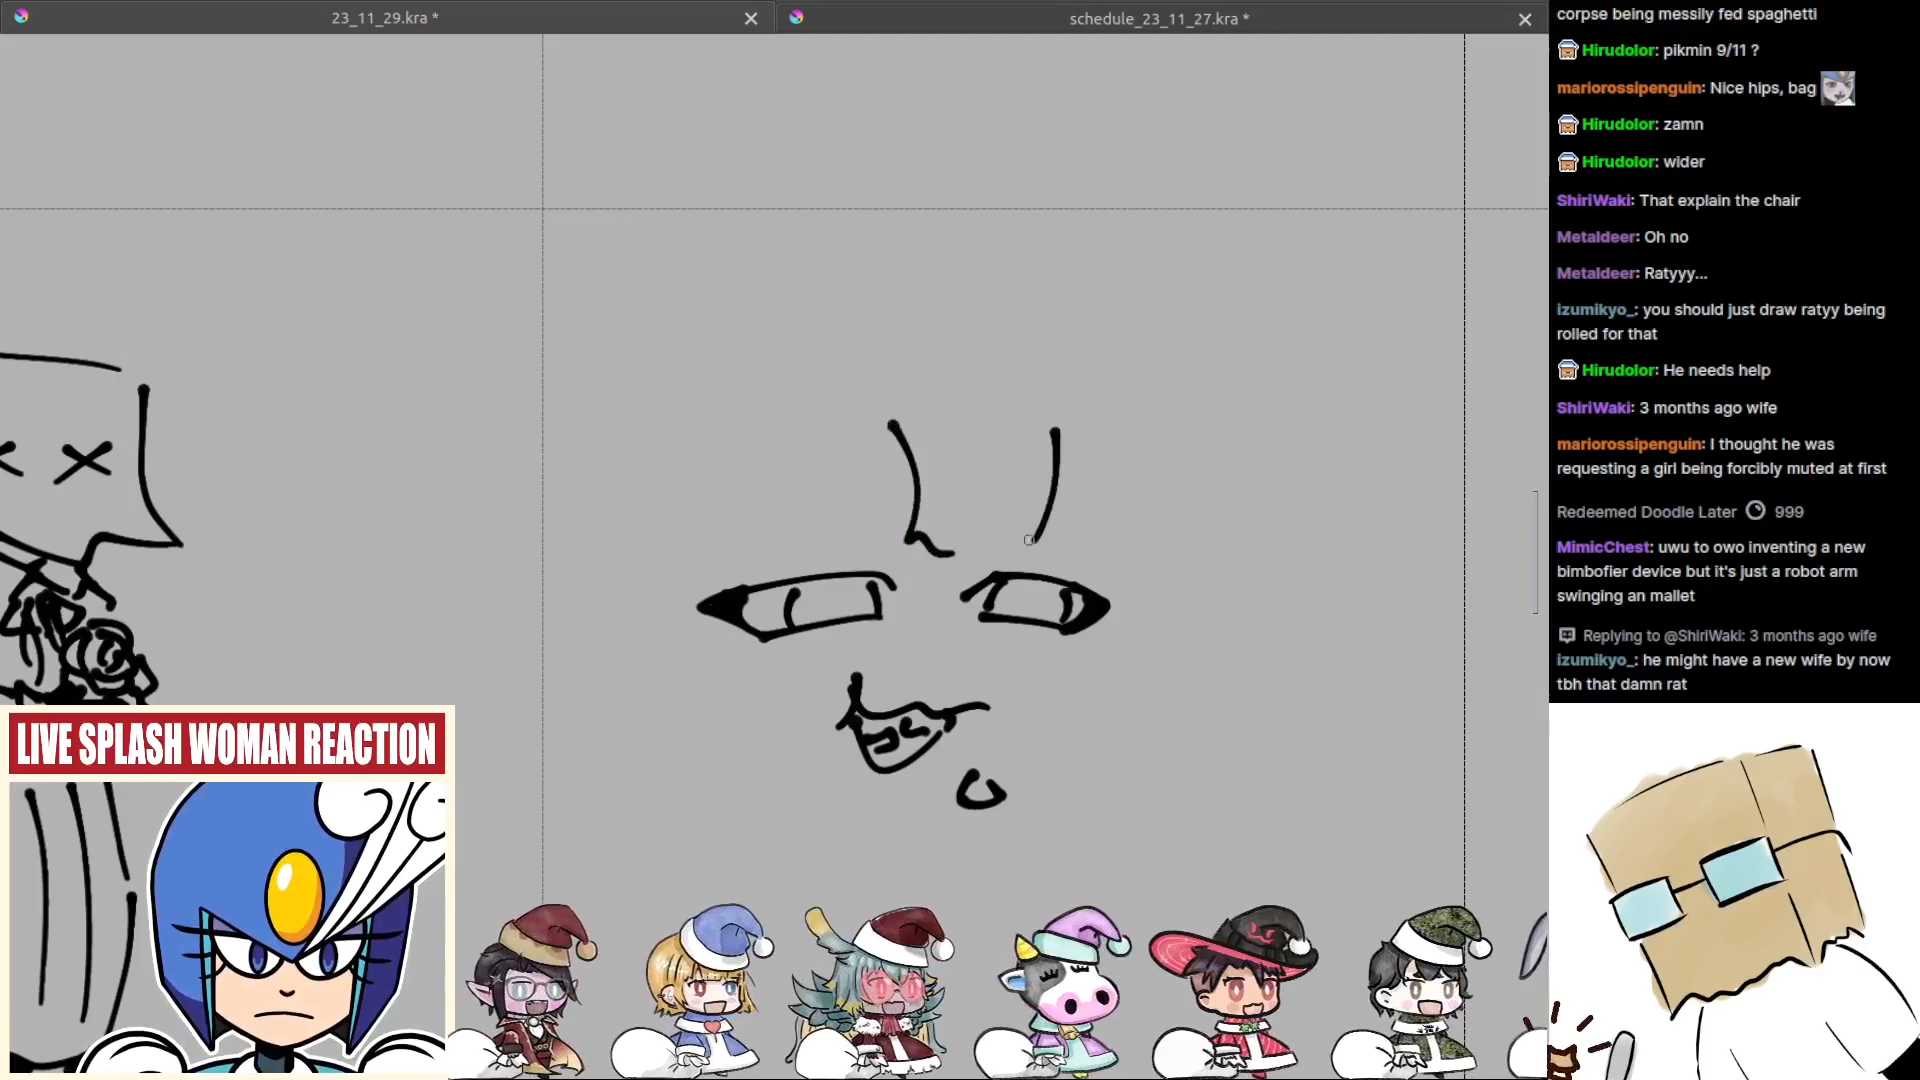 23_11_29.kra *
schedule_23_11_27.kra *
corpse being messily fed spaghetti
Hirudolor: pikmin 9/11 ?
mariorossipenguin: Nice hips, bag
Hirudolor: zamn
Hirudolor: wider
ShiriWaki: That explain the chair
Metaldeer: Oh no
Metaldeer: Ratyyy...
izumikyo_: you should just draw ratyy being
rolled for that
Hirudolor: He needs help
ShiriWaki: 3 months ago wife
mariorossipenguin: I thought he was
requesting a girl being forcibly muted at first
Redeemed Doodle Later 999
MimicChest: uwu to owo inventing a new
bimbofier device but it's just a robot arm
swinging an mallet
Replying to @ShiriWaki: 3 months ago wife
izumikyo_: he might have a new wife by now
tbh that damn rat
LIVE SPLASH WOMAN REACTION